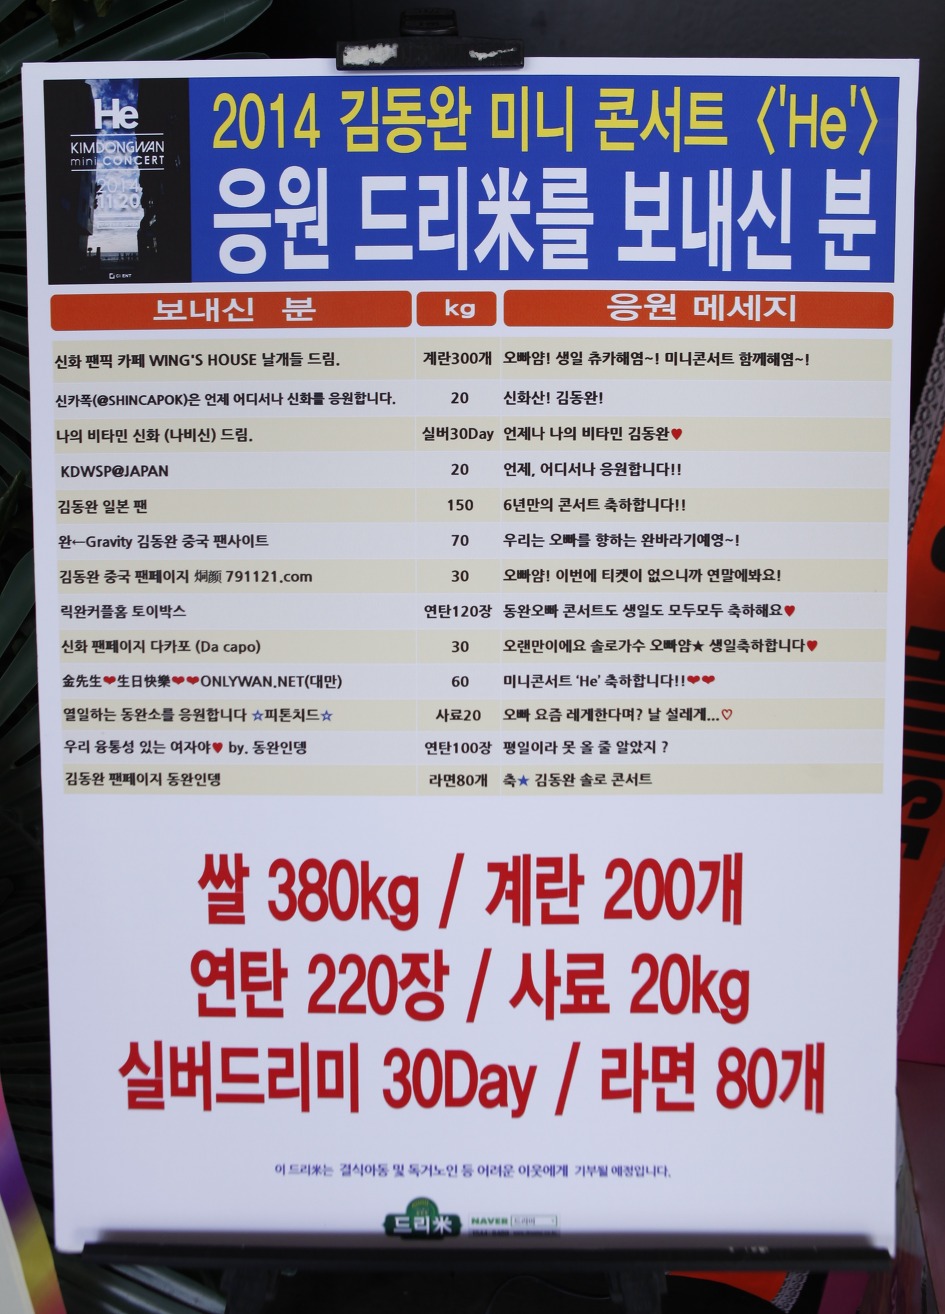 He
KIMDONGWAN
mini CONCERT
2014.
11.20
CI ENT
2014 김동완 미니 콘서트 <'He'>
응원 드리米를 보내신 분
보내신 분 kg 응원 메세지
신화 팬픽 카페 WING'S HOUSE 날개들 드림. 계란300개 오빠얌! 생일 츄카해염~! 미니콘서트 함께해염~!
신카폭(@SHINCAPOK)은 언제 어디서나 신화를 응원합니다. 20 신화산! 김동완!
나의 비타민 신화 (나비신) 드림. 실버30Day 언제나 나의 비타민 김동완♥
KDWSP@JAPAN 20 언제, 어디서나 응원합니다!!
김동완 일본 팬 150 6년만의 콘서트 축하합니다!!
완←Gravity 김동완 중국 팬사이트 70 우리는 오빠를 향하는 완바라기예영~!
김동완 중국 팬페이지 炯颜 791121.com 30 오빠얌! 이번에 티켓이 없으니까 연말에봐요!
릭완커플홈 토이박스 연탄120장 동완오빠 콘서트도 생일도 모두모두 축하해요♥
신화 팬페이지 다카포 (Da capo) 30 오랜만이에요 솔로가수 오빠얌★ 생일축하합니다♥
金先生❤生日快樂❤❤ONLYWAN.NET(대만) 60 미니콘서트 ‘He’ 축하합니다!!❤❤
열일하는 동완소를 응원합니다 ☆피톤치드☆ 사료20 오빠 요즘 레게한다며? 날 설레게...♡
우리 융통성 있는 여자야♥ by. 동완인뎅 연탄100장 평일이라 못 올 줄 알았지 ?
김동완 팬페이지 동완인뎅 라면80개 축★ 김동완 솔로 콘서트
쌀 380kg / 계란 200개
연탄 220장 / 사료 20kg
실버드리미 30Day / 라면 80개
이 드리米는 결식아동 및 독거노인 등 어려운 이웃에게 기부될 예정입니다.
드리米 NAVER 드리미